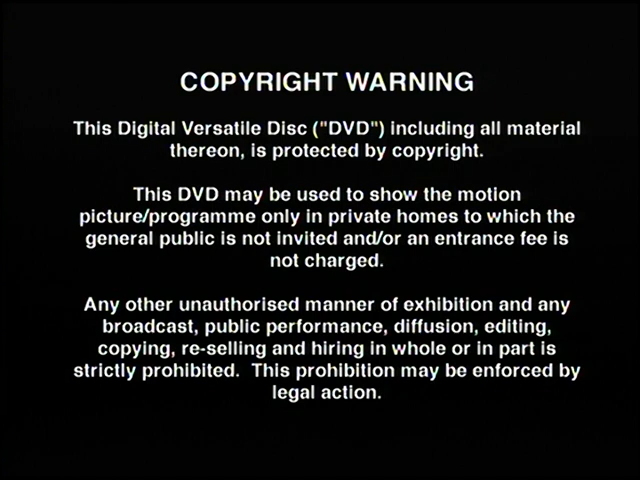 COPYRIGHT WARNING
This Digital Versatile Disc ("DVD") including all material
thereon, is protected by copyright.
This DVD may be used to show the motion
picture/programme only in private homes to which the
general public is not invited and/or an entrance fee is
not charged.
Any other unauthorised manner of exhibition and any
broadcast, public performance, diffusion, editing,
copying, re-selling and hiring in whole or in part is
strictly prohibited.  This prohibition may be enforced by
legal action.